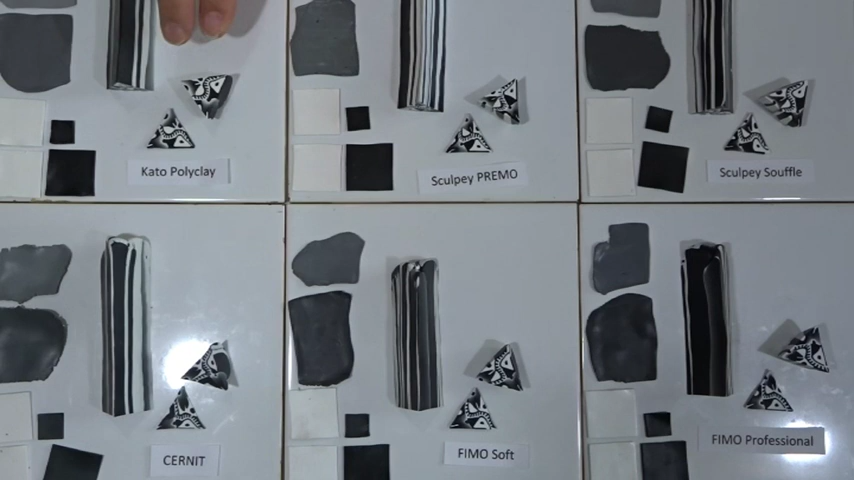 Kato Polyclay
Sculpey PREMO
Sculpey Souffle
CERNIT
FIMO Soft
FIMO Professional